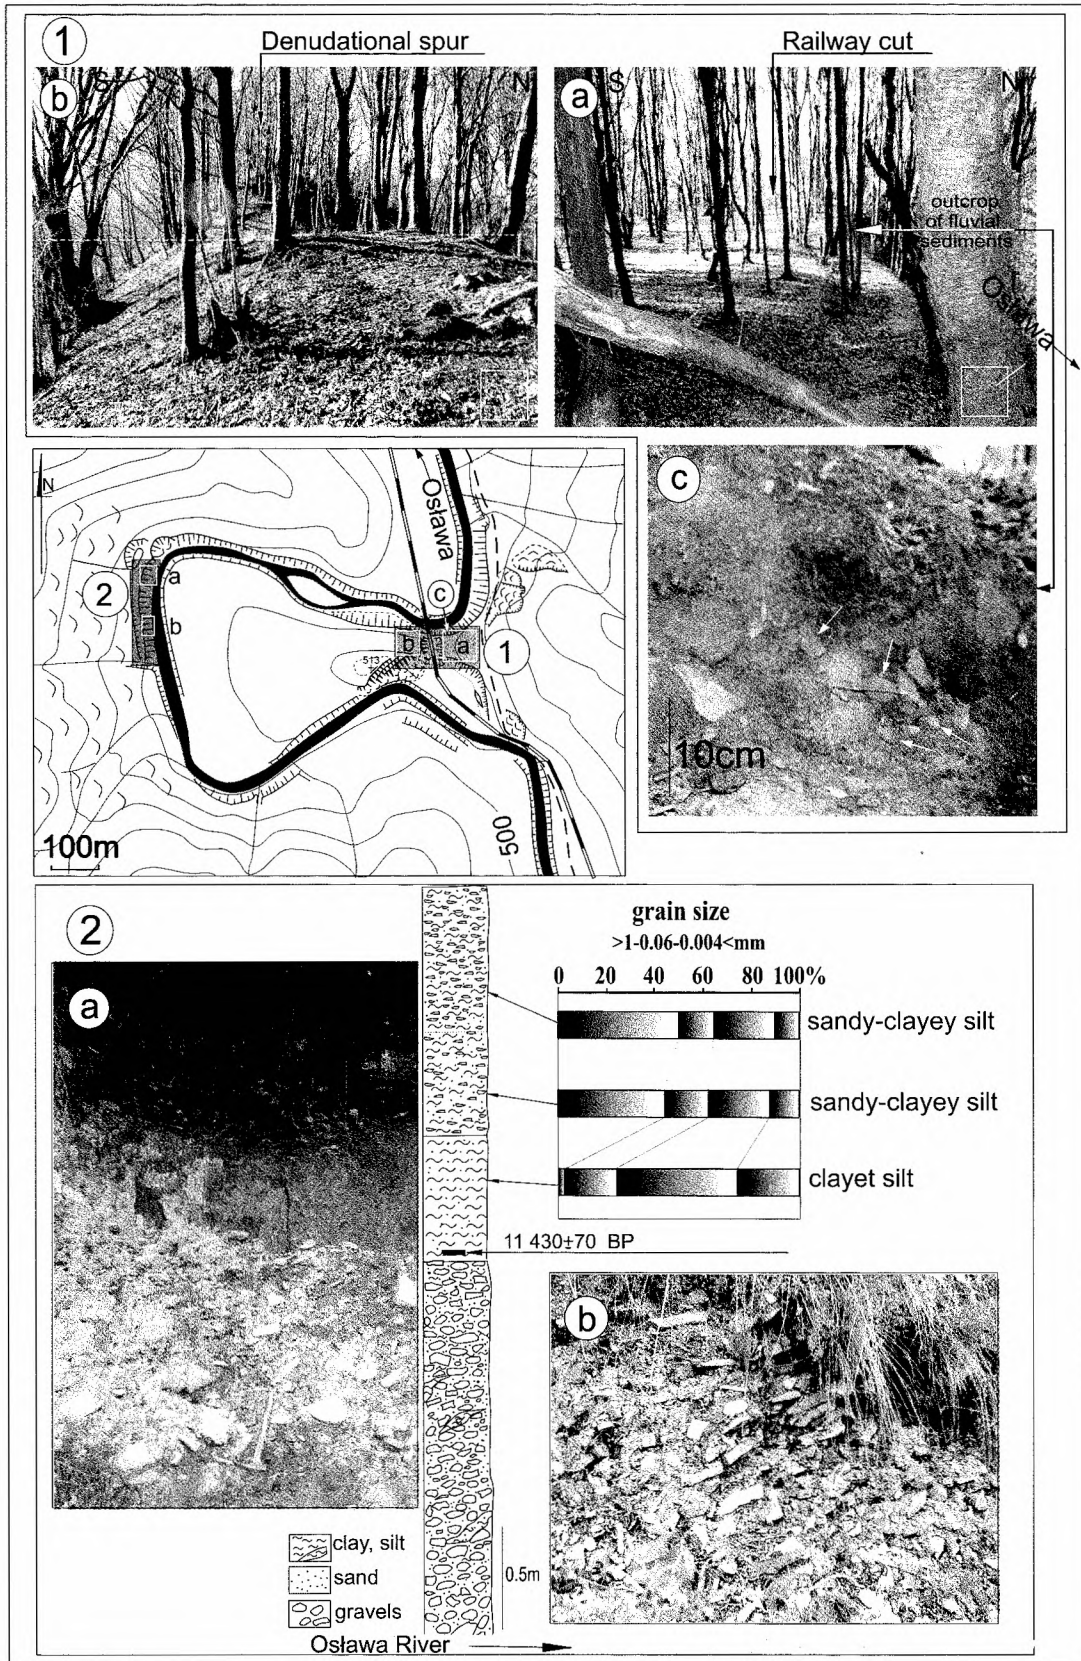 1
Denudational spur
Railway cut
b
S
N
a
S
N
outcrop
of fluvial
sediments
Osława
N
Osława
c
2
a
b
513
b
a
1
500
100m
c
10cm
2
a
grain size
>1-0.06-0.004<mm
0 20 40 60 80 100%
sandy-clayey silt
sandy-clayey silt
clayet silt
11 430±70 BP
b
clay, silt
sand
gravels
0.5m
Osława River